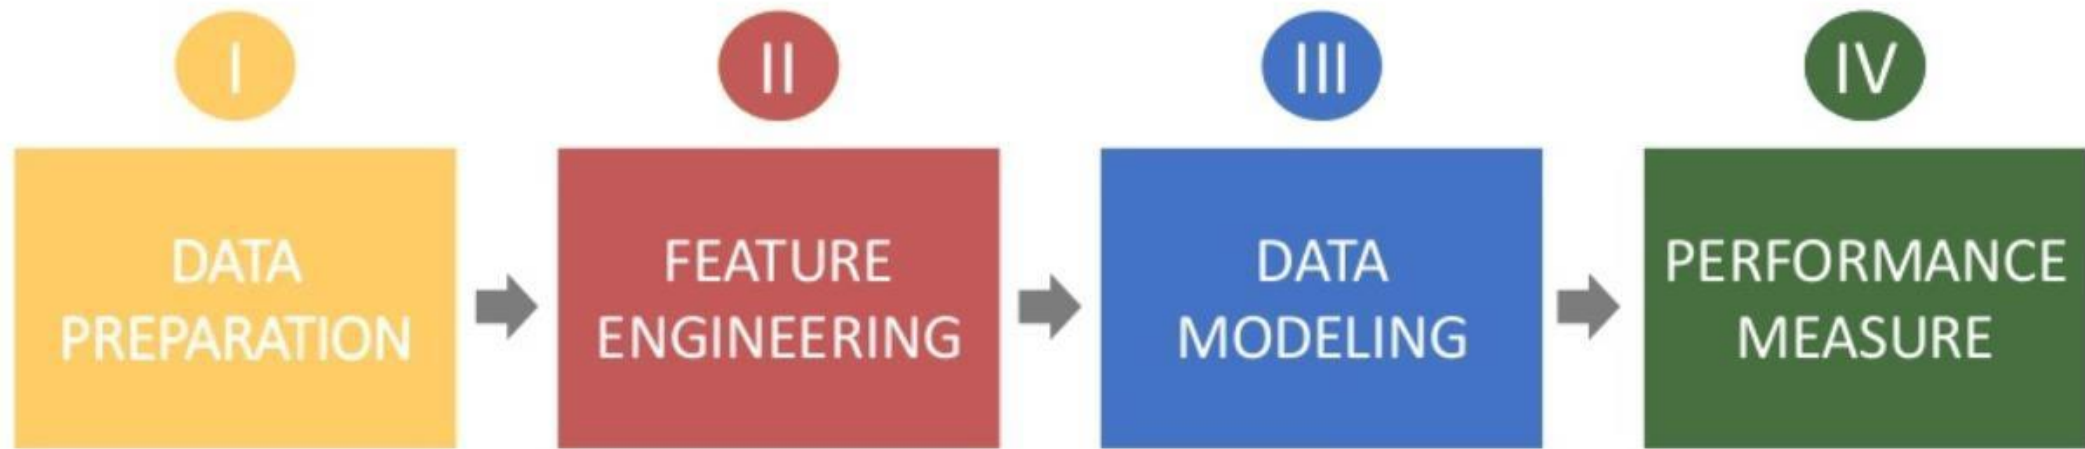 I
II
III
IV
DATA
PREPARATION
FEATURE
ENGINEERING
DATA
MODELING
PERFORMANCE
MEASURE